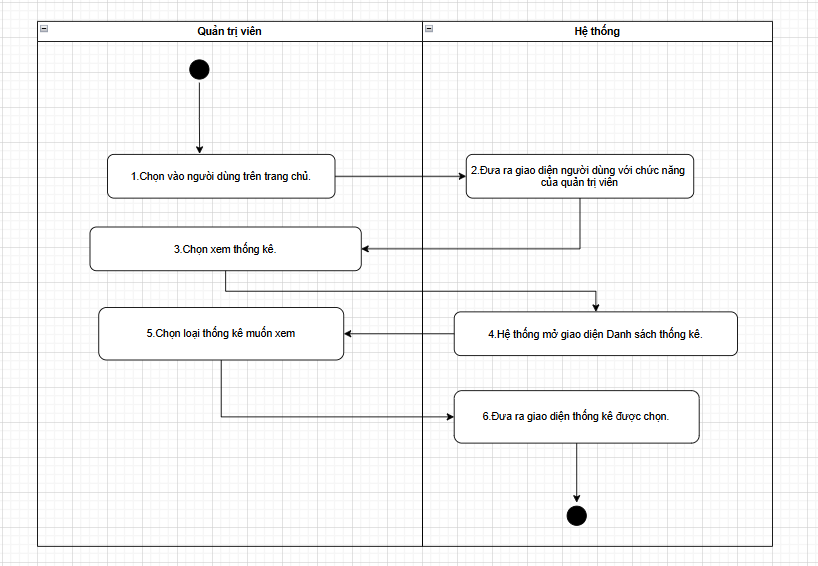 Quản trị viên
Hệ thống
1.Chọn vào người dùng trên trang chủ.
2.Đưa ra giao diện người dùng với chức năng
của quản trị viên
3.Chọn xem thống kê.
4.Hệ thống mở giao diện Danh sách thống kê.
5.Chọn loại thống kê muốn xem
6.Đưa ra giao diện thống kê được chọn.